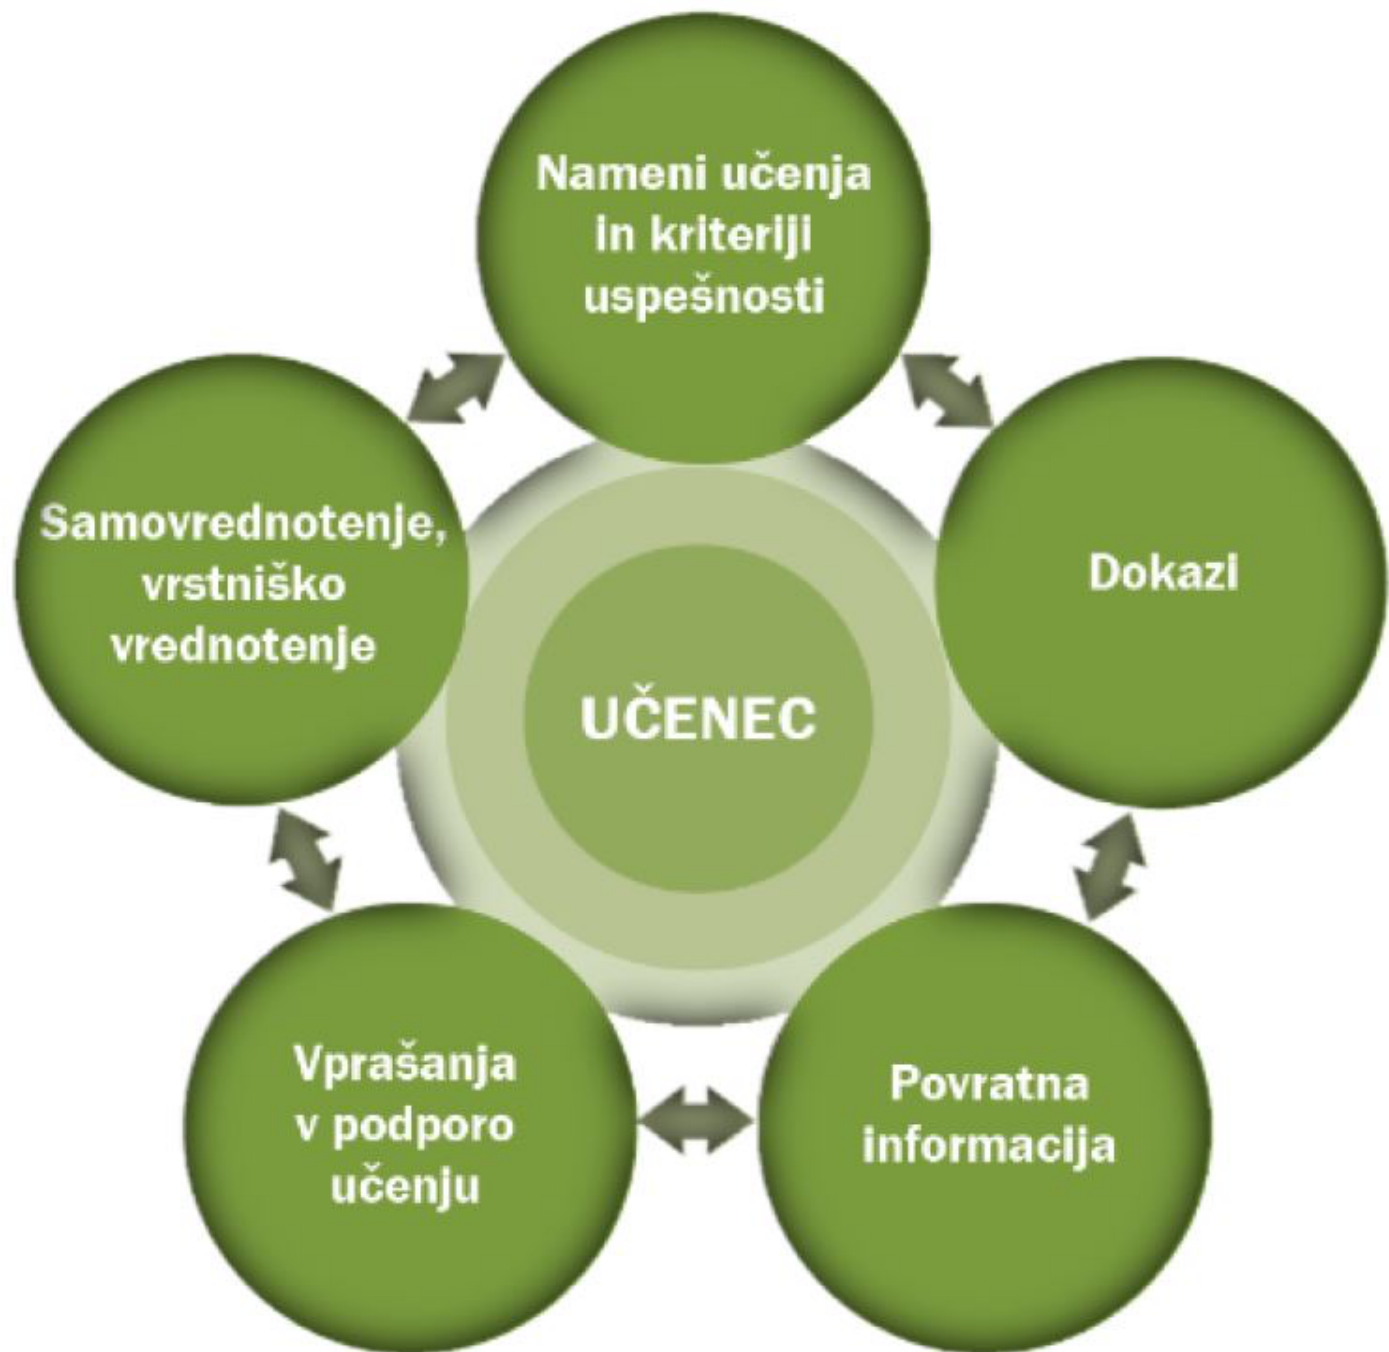 Nameni učenja
in kriteriji
uspešnosti
Samovrednotenje,
vrstniško
vrednotenje
Dokazi
UČENEC
Vprašanja
v podporo
učenju
Povratna
informacija